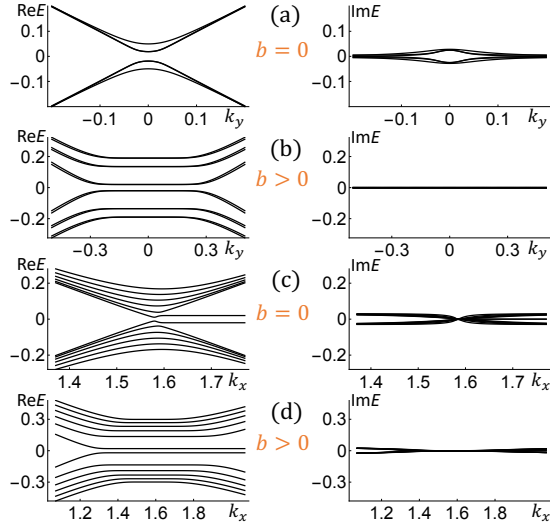 ReE (a) ImE
0.1 0.1
0 b = 0 0
−0.1 −0.1
−0.1 0 0.1 k_y −0.1 0 0.1 k_y
ReE (b) ImE
0.2 0.2
0 b > 0 0
−0.2 −0.2
−0.3 0 0.3 k_y −0.3 0 0.3 k_y
ReE (c) ImE
0.2 0.2
0 b = 0 0
−0.2 −0.2
1.4 1.5 1.6 1.7 k_x 1.4 1.5 1.6 1.7 k_x
ReE (d) ImE
0.3 0.3
0 b > 0 0
−0.3 −0.3
1.2 1.4 1.6 1.8 k_x 1.2 1.4 1.6 1.8 k_x